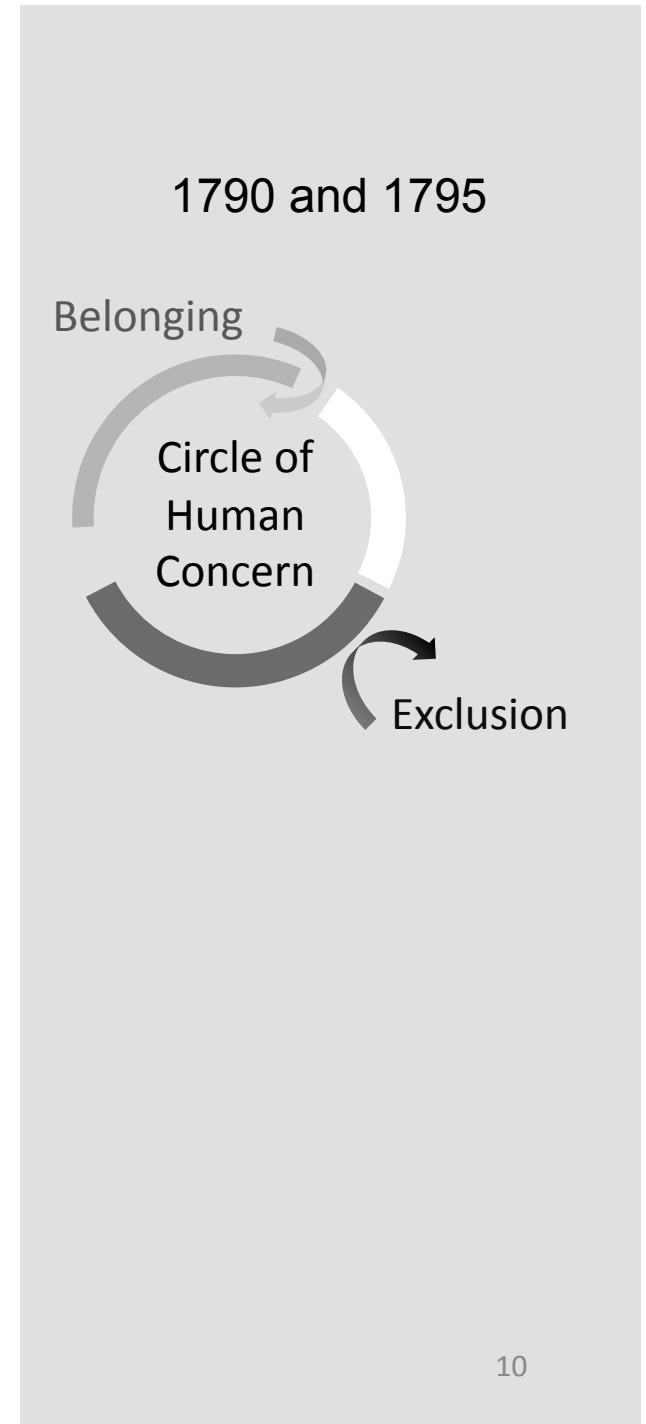 1790 and 1795
Belonging
Circle of
Human
Concern
Exclusion
10